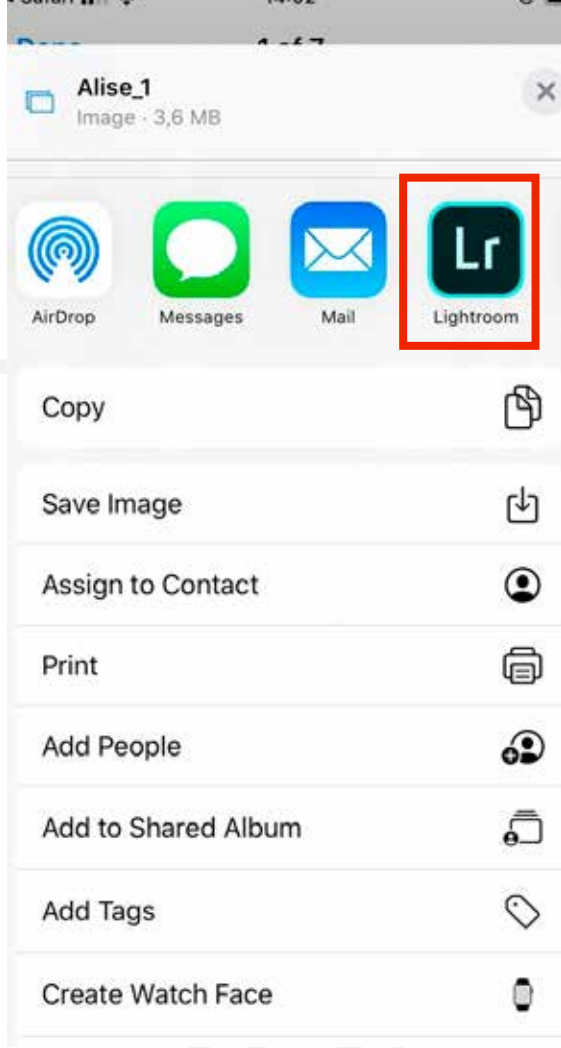 Alise_1
Image · 3,6 MB
Lr
AirDrop
Messages
Mail
Lightroom
Copy
Save Image
Assign to Contact
Print
Add People
Add to Shared Album
Add Tags
Create Watch Face